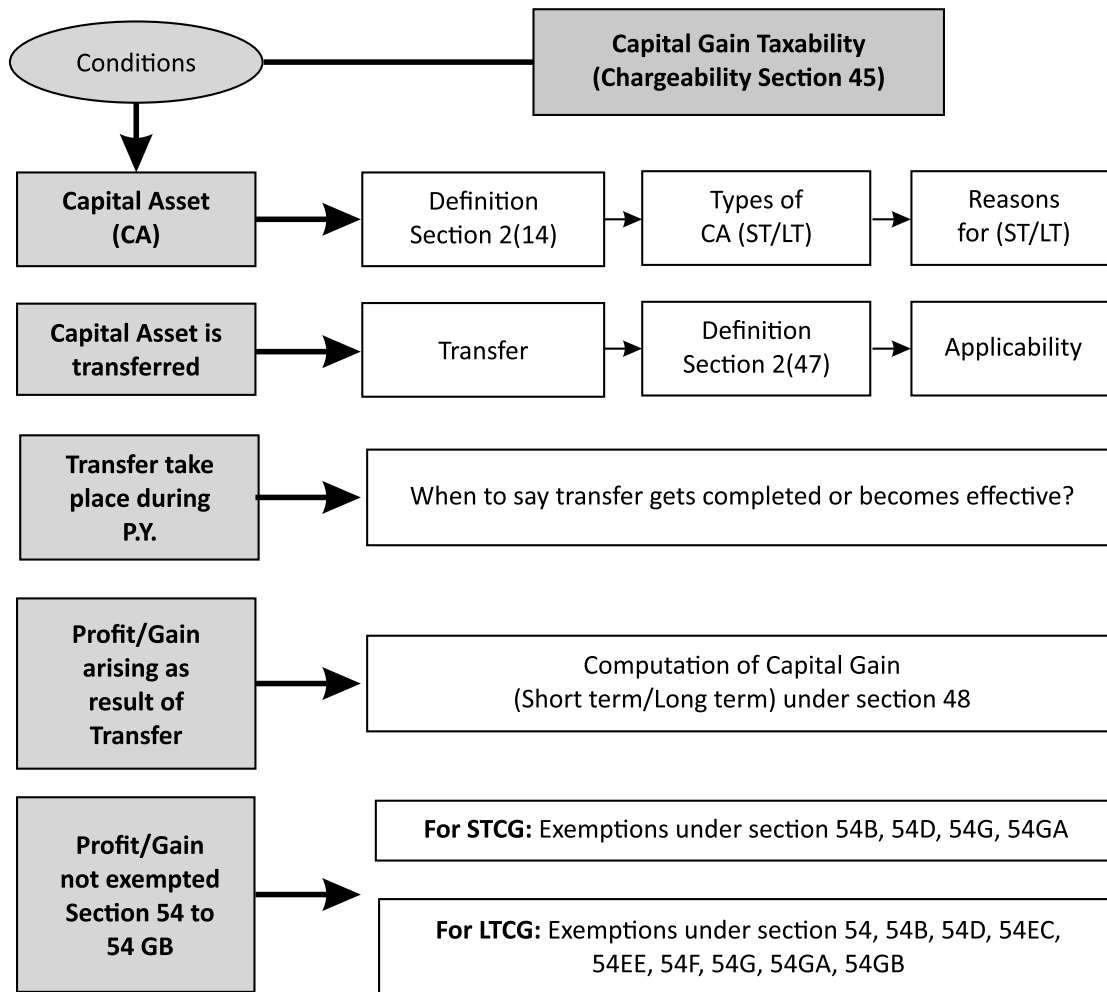 Conditions
Capital Gain Taxability
(Chargeability Section 45)
Capital Asset
(CA)
Definition
Section 2(14)
Types of
CA (ST/LT)
Reasons
for (ST/LT)
Capital Asset is
transferred
Transfer
Definition
Section 2(47)
Applicability
Transfer take
place during
P.Y.
When to say transfer gets completed or becomes effective?
Profit/Gain
arising as
result of
Transfer
Computation of Capital Gain
(Short term/Long term) under section 48
Profit/Gain
not exempted
Section 54 to
54 GB
For STCG: Exemptions under section 54B, 54D, 54G, 54GA
For LTCG: Exemptions under section 54, 54B, 54D, 54EC,
54EE, 54F, 54G, 54GA, 54GB